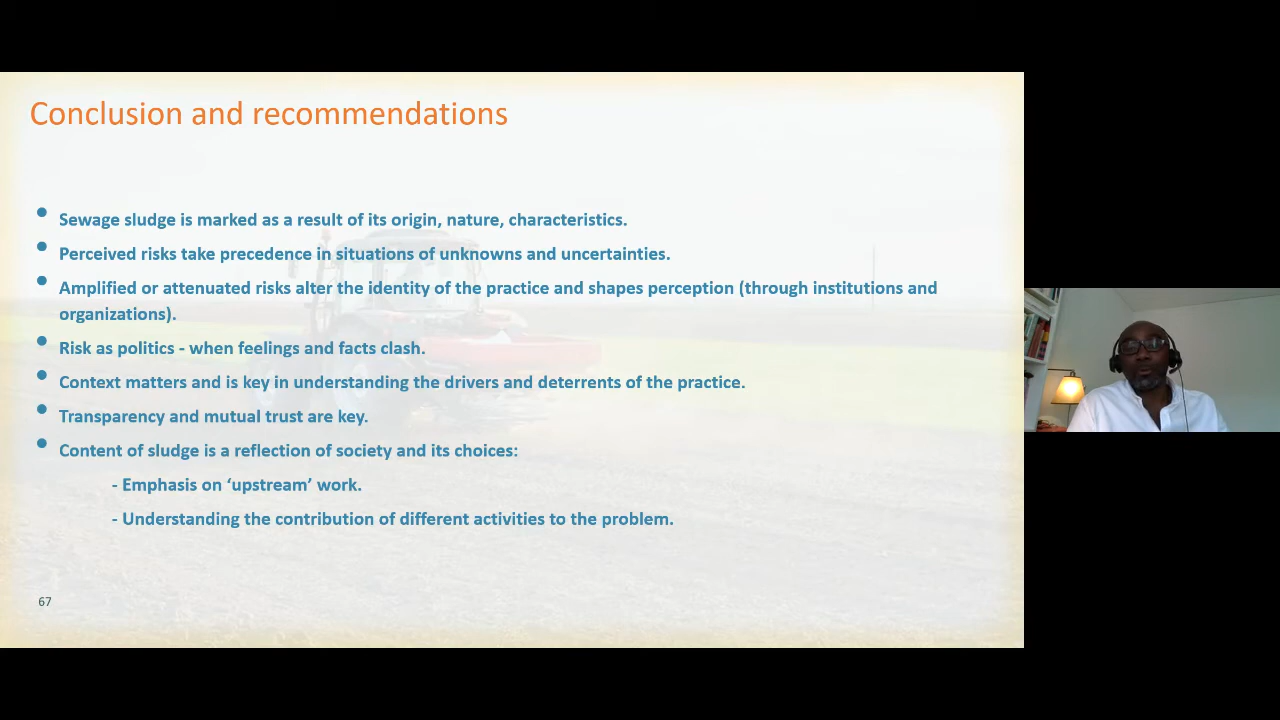 Conclusion and recommendations
• Sewage sludge is marked as a result of its origin, nature, characteristics.
• Perceived risks take precedence in situations of unknowns and uncertainties.
• Amplified or attenuated risks alter the identity of the practice and shapes perception (through institutions and
organizations).
• Risk as politics - when feelings and facts clash.
• Context matters and is key in understanding the drivers and deterrents of the practice.
• Transparency and mutual trust are key.
• Content of sludge is a reflection of society and its choices:
- Emphasis on ‘upstream’ work.
- Understanding the contribution of different activities to the problem.
67